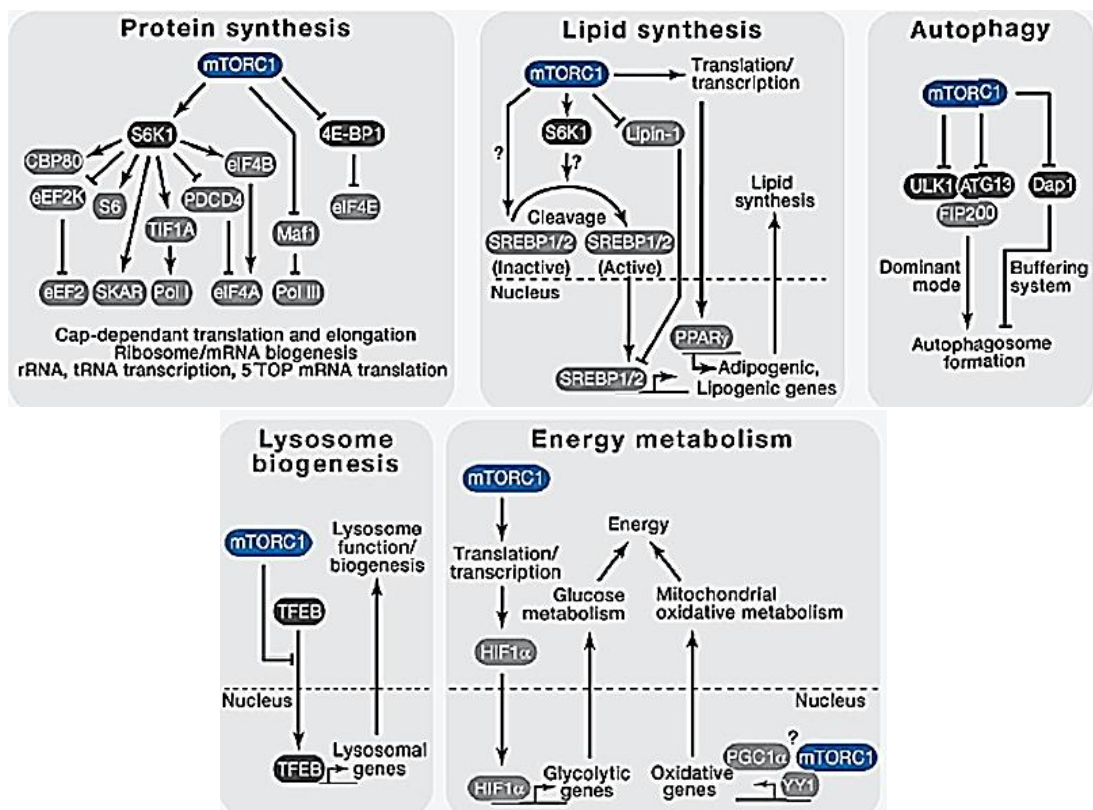 Protein synthesis
mTORC1
S6K1
4E-BP1
CBP80
eIF4B
eEF2K
S6
PDCD4
eIF4E
TIF1A
Maf1
eEF2
SKAR
Pol I
eIF4A
Pol III
Cap-dependant translation and elongation
Ribosome/mRNA biogenesis
rRNA, tRNA transcription, 5'TOP mRNA translation
Lipid synthesis
mTORC1
Translation/
transcription
S6K1
Lipin-1
?
?
Lipid
synthesis
Cleavage
SREBP1/2
SREBP1/2
(Inactive)
(Active)
Nucleus
PPARγ
SREBP1/2
Adipogenic,
Lipogenic genes
Autophagy
mTORC1
ULK1
ATG13
Dap1
FIP200
Dominant
mode
Buffering
system
Autophagosome
formation
Lysosome
biogenesis
mTORC1
Lysosome
function/
biogenesis
TFEB
Nucleus
TFEB
Lysosomal
genes
Energy metabolism
mTORC1
Energy
Translation/
transcription
Glucose
metabolism
Mitochondrial
oxidative metabolism
HIF1α
Nucleus
HIF1α
Glycolytic
genes
Oxidative
genes
PGC1α
?
mTORC1
YY1